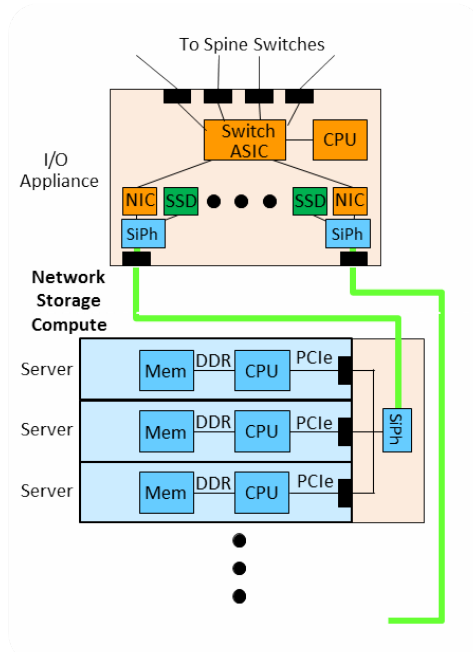 To Spine Switches
Switch
ASIC
CPU
I/O
Appliance
NIC
SSD
SSD
NIC
SiPh
SiPh
Network
Storage
Compute
Server
Mem
DDR
CPU
PCIe
Server
Mem
DDR
CPU
PCIe
SiPh
Server
Mem
DDR
CPU
PCIe